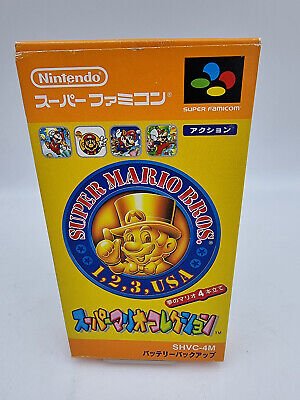 Nintendo
スーパーファミコン
SUPER FAMICOM
アクション
SUPER MARIO BROS.
1,2,3,USA
夢のマリオ4本立て
スーパーマリオコレクション TM
SHVC-4M
バッテリーバックアップ